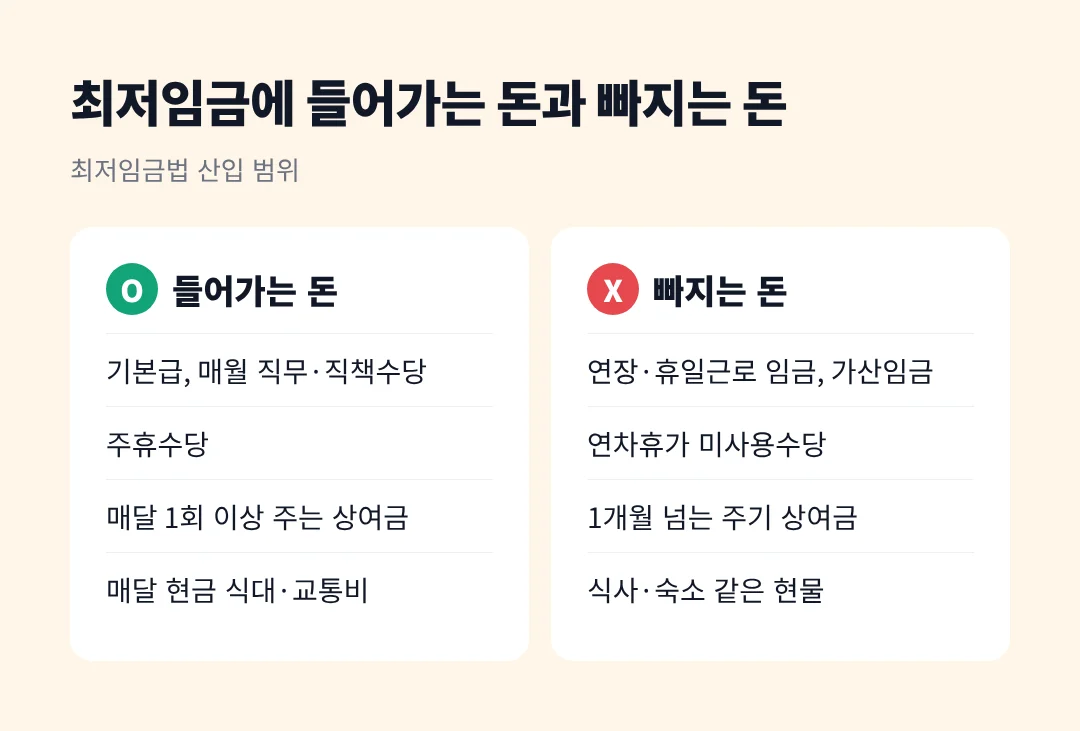 최저임금에 들어가는 돈과 빠지는 돈
최저임금법 산입 범위
O 들어가는 돈
기본급, 매월 직무·직책수당
주휴수당
매달 1회 이상 주는 상여금
매달 현금 식대·교통비
X 빠지는 돈
연장·휴일근로 임금, 가산임금
연차휴가 미사용수당
1개월 넘는 주기 상여금
식사·숙소 같은 현물